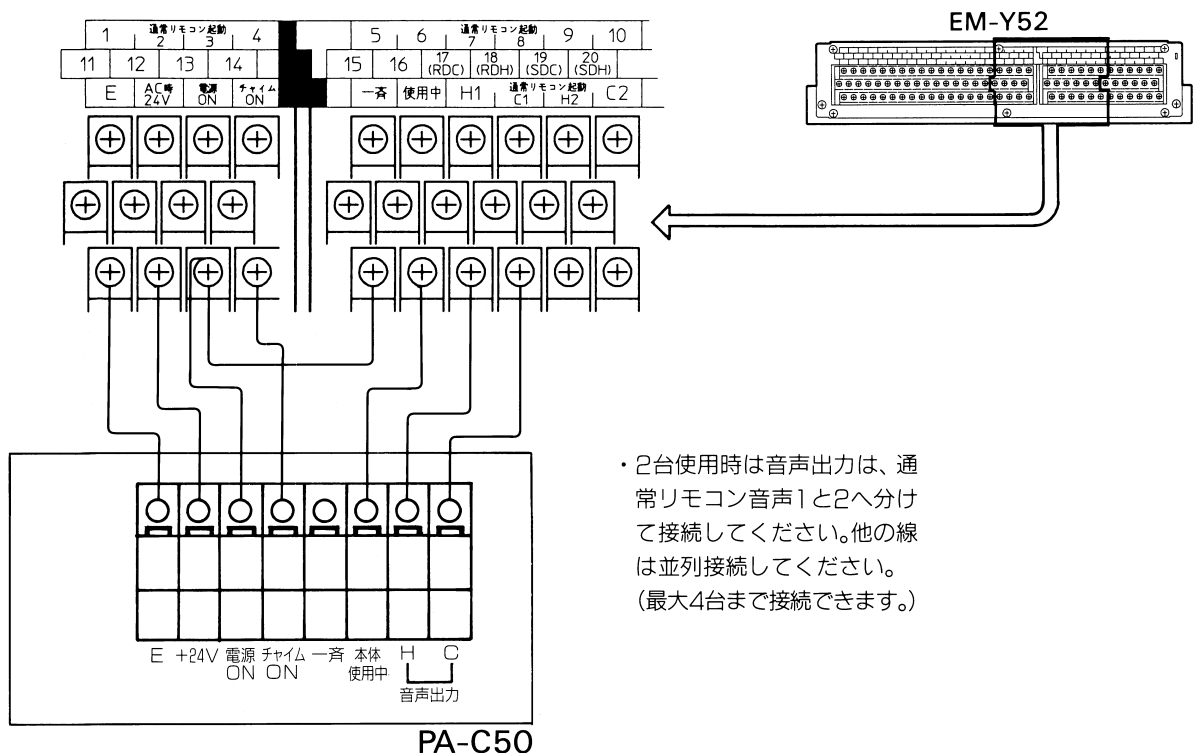 EM-Y52
通常リモコン起動 通常リモコン起動
1 2 3 4 5 6 7 8 9 10
11 12 13 14 15 16 17 (RDC) 18 (RDH) 19 (SDC) 20 (SDH)
通常リモコン起動
E AC時 24V 電源 ON チャイム ON 一斉 使用中 H1 C1 H2 C2
・2台使用時は音声出力は、通
常リモコン音声1と2へ分け
て接続してください。他の線
は並列接続してください。
(最大4台まで接続できます。)
E +24V 電源 ON チャイム ON 一斉 本体 使用中 H C
音声出力
PA-C50